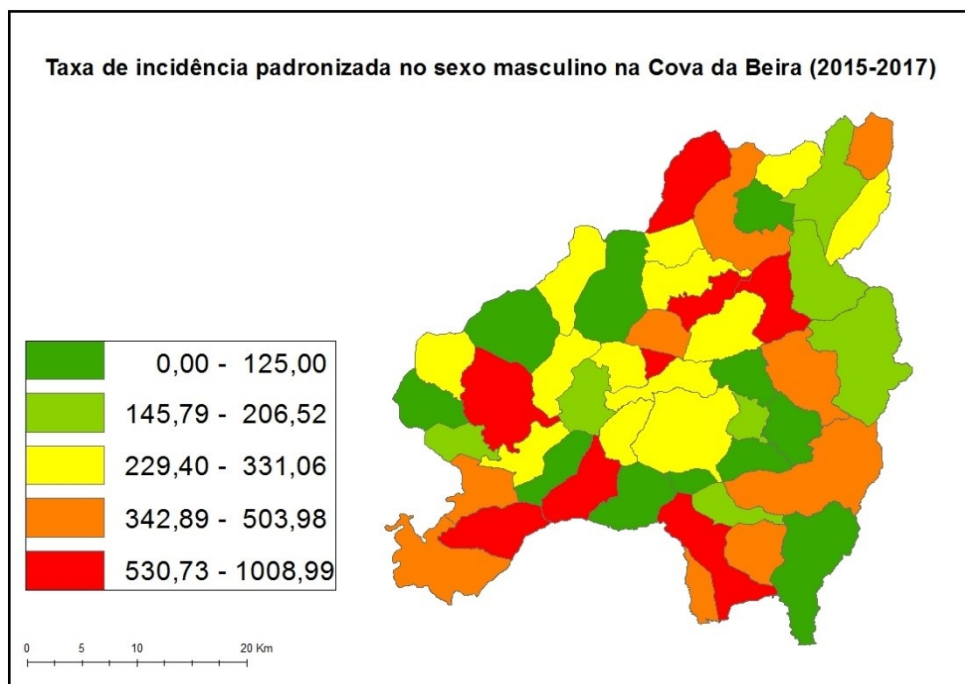 Taxa de incidência padronizada no sexo masculino na Cova da Beira (2015-2017)
0,00 - 125,00
145,79 - 206,52
229,40 - 331,06
342,89 - 503,98
530,73 - 1008,99
0 5 10 20 Km